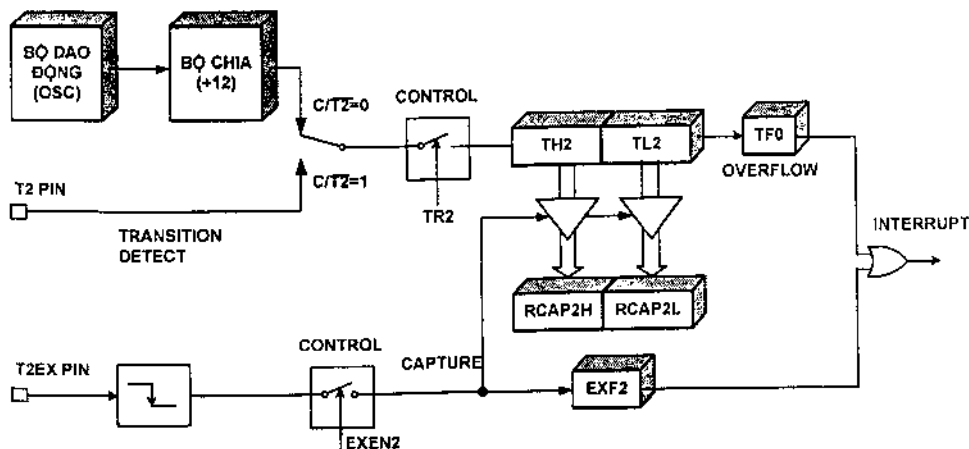 BỘ DAO
ĐỘNG
(OSC)
BỘ CHIA
(÷12)
C/T2=0
CONTROL
TH2
TL2
TF0
OVERFLOW
C/T2=1
T2 PIN
TR2
TRANSITION
DETECT
INTERRUPT
RCAP2H
RCAP2L
CONTROL
T2EX PIN
CAPTURE
EXF2
EXEN2